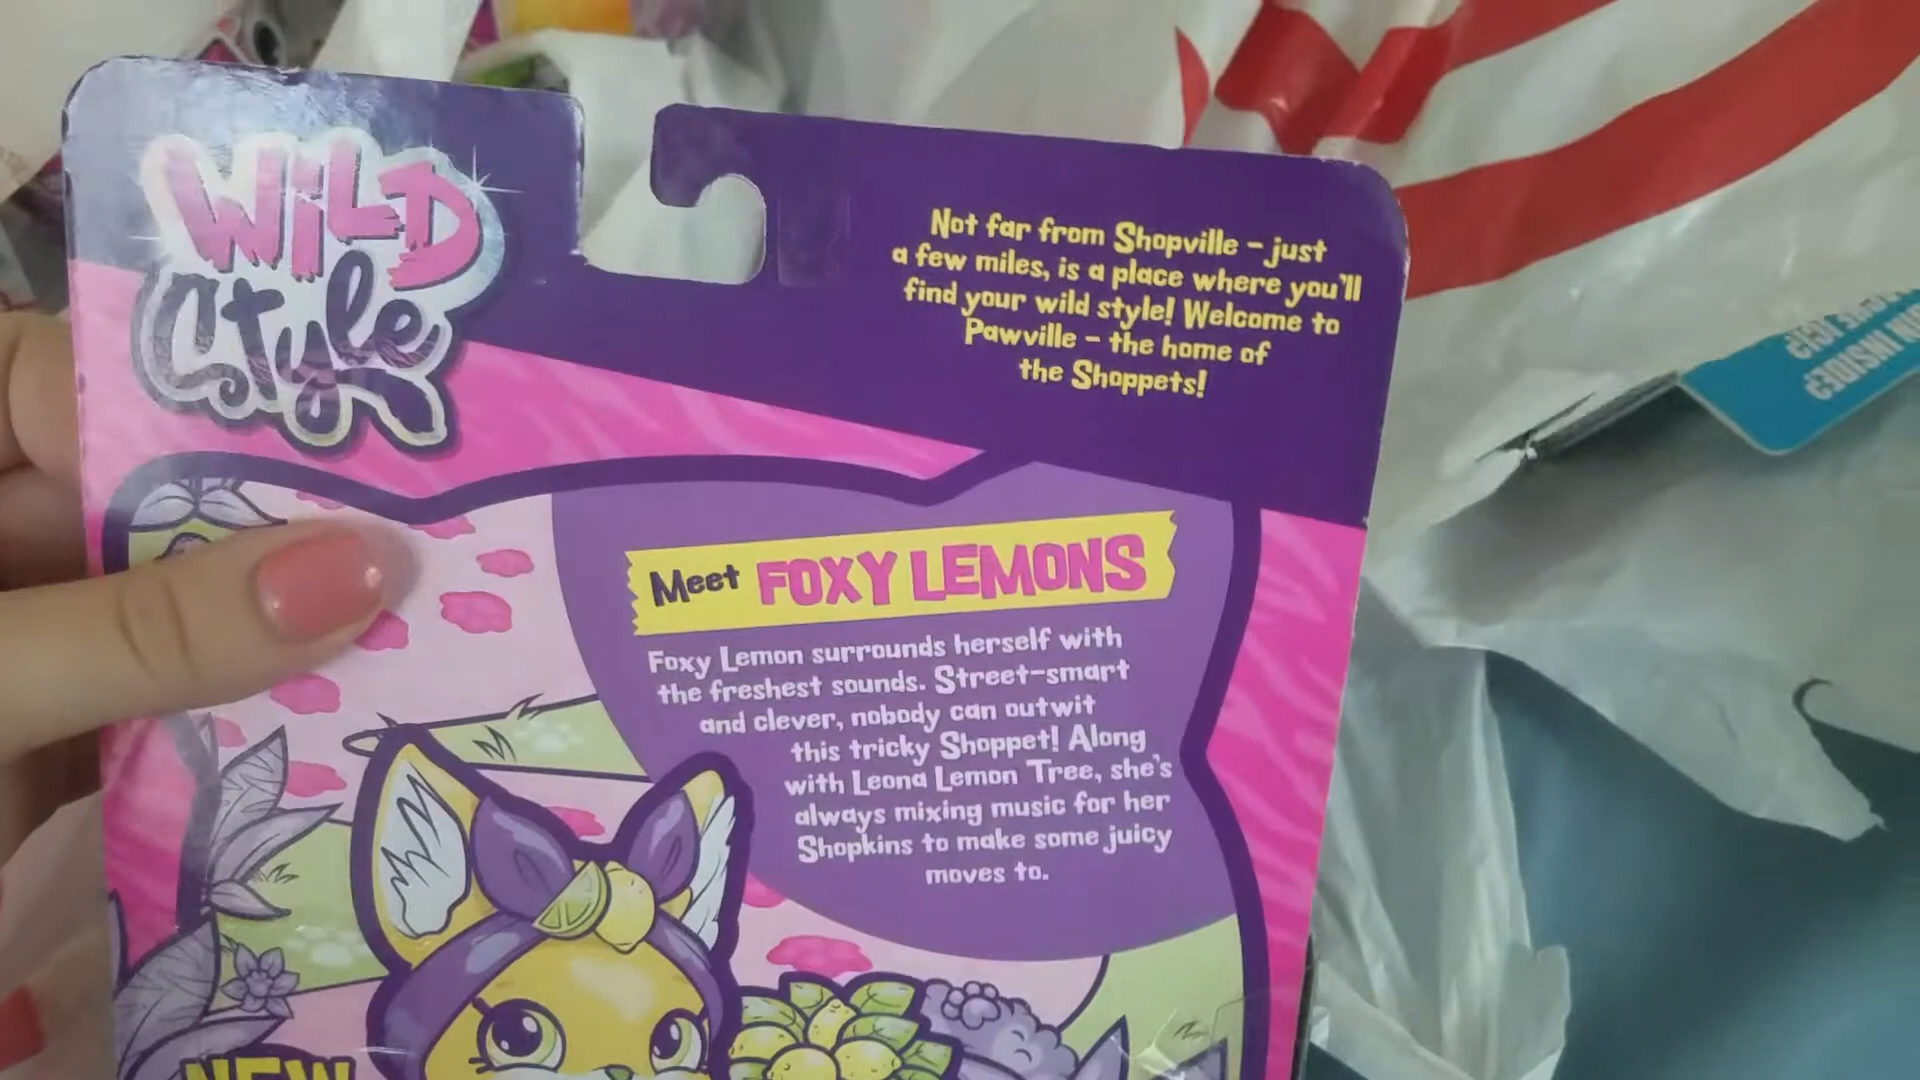 WiLD
Style
Not far from Shopville – just
a few miles, is a place where you'll
find your wild style! Welcome to
Pawville – the home of
the Shoppets!
Meet FOXY LEMONS
Foxy Lemon surrounds herself with
the freshest sounds. Street-smart
and clever, nobody can outwit
this tricky Shoppet! Along
with Leona Lemon Tree, she's
always mixing music for her
Shopkins to make some juicy
moves to.
NEW